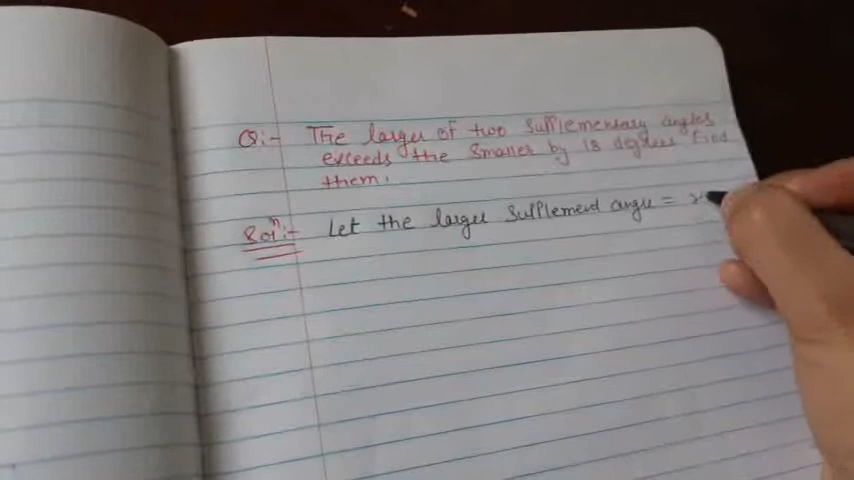 Q:- The larger of two Supplementary angles
exceeds the Smaller by 18 degrees find
them.
Solⁿ:- Let the larger Supplement angle = x